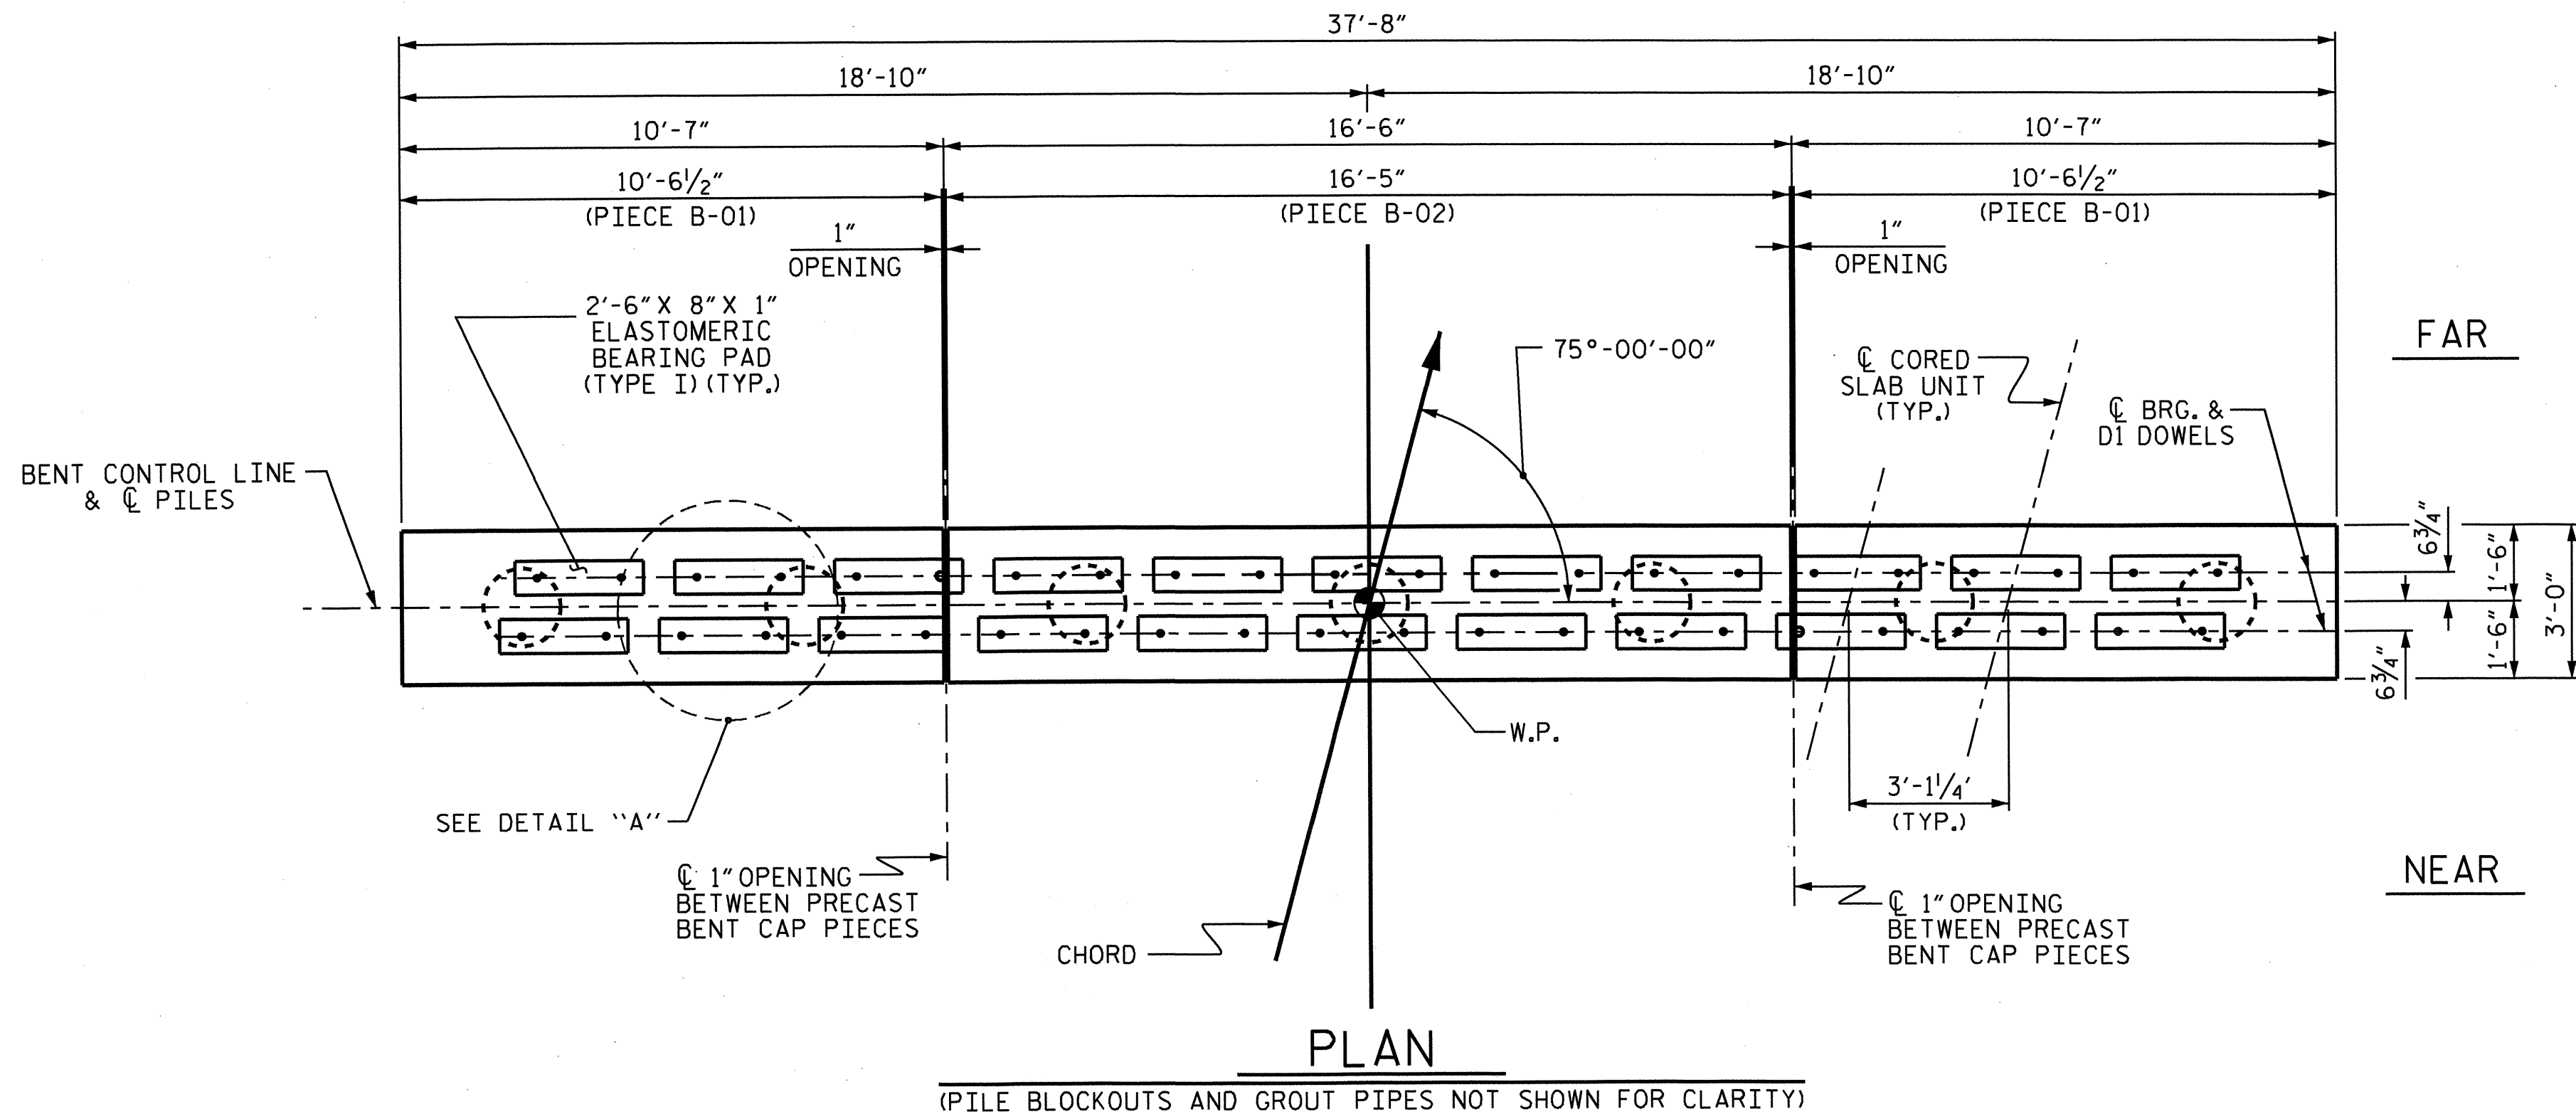 37'-8"
18'-10"
18'-10"
10'-7"
16'-6"
10'-7"
10'-6½"
(PIECE B-01)
16'-5"
(PIECE B-02)
10'-6½"
(PIECE B-01)
1"
OPENING
1"
OPENING
2'-6" X 8" X 1"
ELASTOMERIC
BEARING PAD
(TYPE I) (TYP.)
75°-00'-00"
℄ CORED
SLAB UNIT
(TYP.)
FAR
℄ BRG. &
D1 DOWELS
BENT CONTROL LINE
& ℄ PILES
6¾"
1'-6"
3'-0"
1'-6"
6¾"
W.P.
3'-1¼'
(TYP.)
SEE DETAIL "A"
℄ 1" OPENING
BETWEEN PRECAST
BENT CAP PIECES
NEAR
℄ 1" OPENING
BETWEEN PRECAST
BENT CAP PIECES
CHORD
PLAN
(PILE BLOCKOUTS AND GROUT PIPES NOT SHOWN FOR CLARITY)